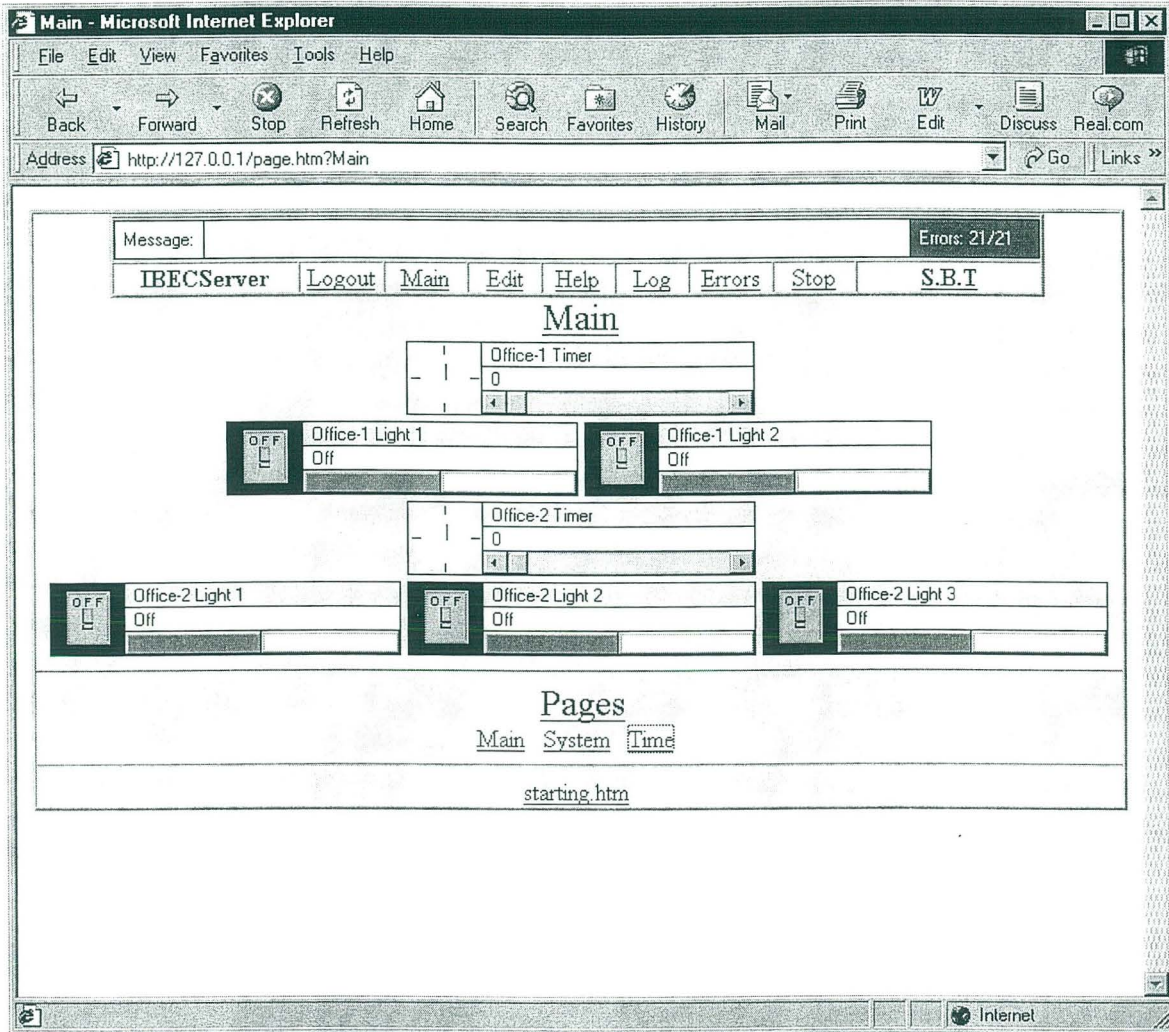 Main - Microsoft Internet Explorer
File Edit View Favorites Tools Help
Back Forward Stop Refresh Home Search Favorites History Mail Print Edit Discuss Real.com
Address http://127.0.0.1/page.htm?Main Go Links »
Message: Errors: 21/21
IBECServer Logout Main Edit Help Log Errors Stop S.B.T
Main
Office-1 Timer
0
OFF Office-1 Light 1 OFF Office-1 Light 2
Off Off
Office-2 Timer
0
OFF Office-2 Light 1 OFF Office-2 Light 2 OFF Office-2 Light 3
Off Off Off
Pages
Main System Time
starting.htm
Internet